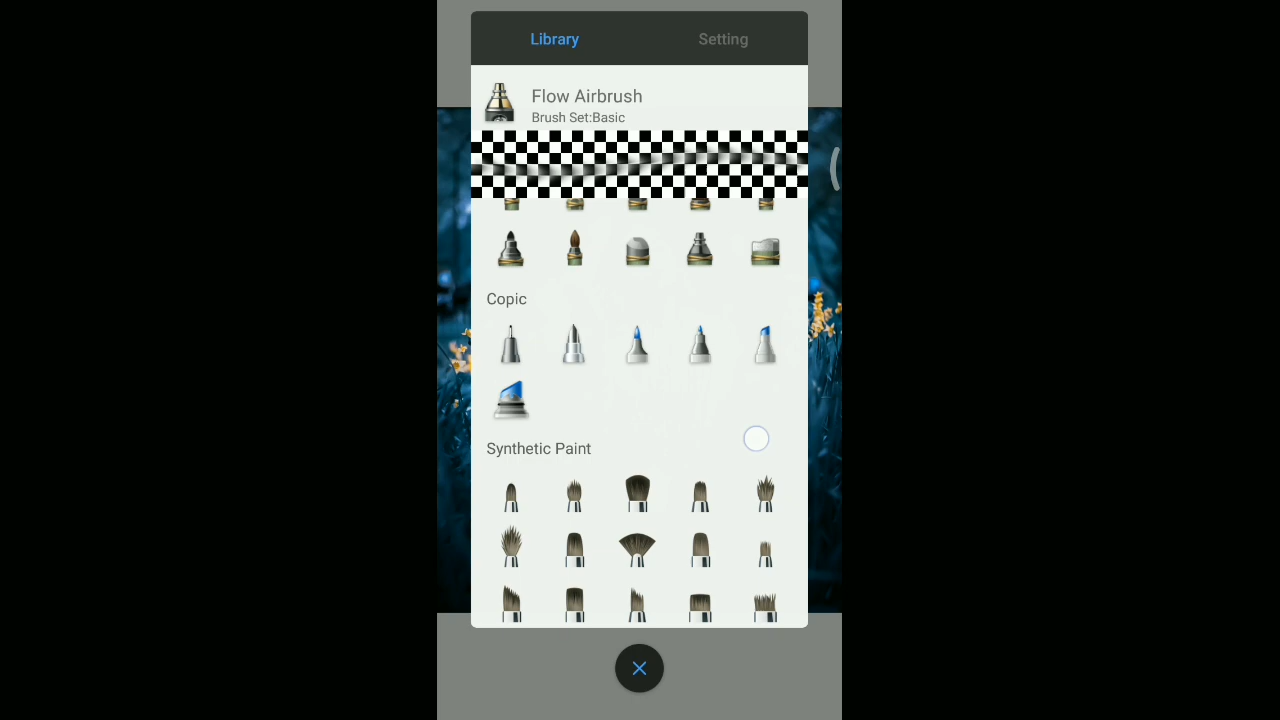 Library
Setting
Flow Airbrush
Brush Set:Basic
Copic
Synthetic Paint